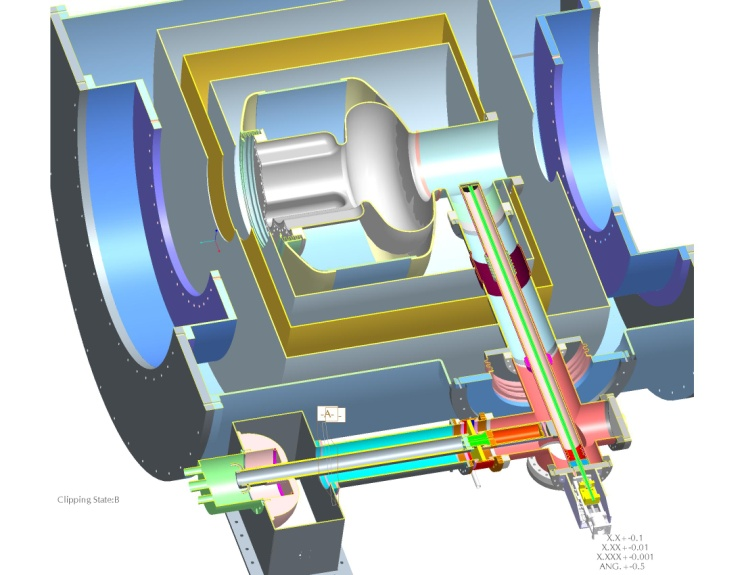 -A-
Clipping State:B
X.X+-0.1
X.XX+-0.01
X.XXX+-0.001
ANG. +-0.5